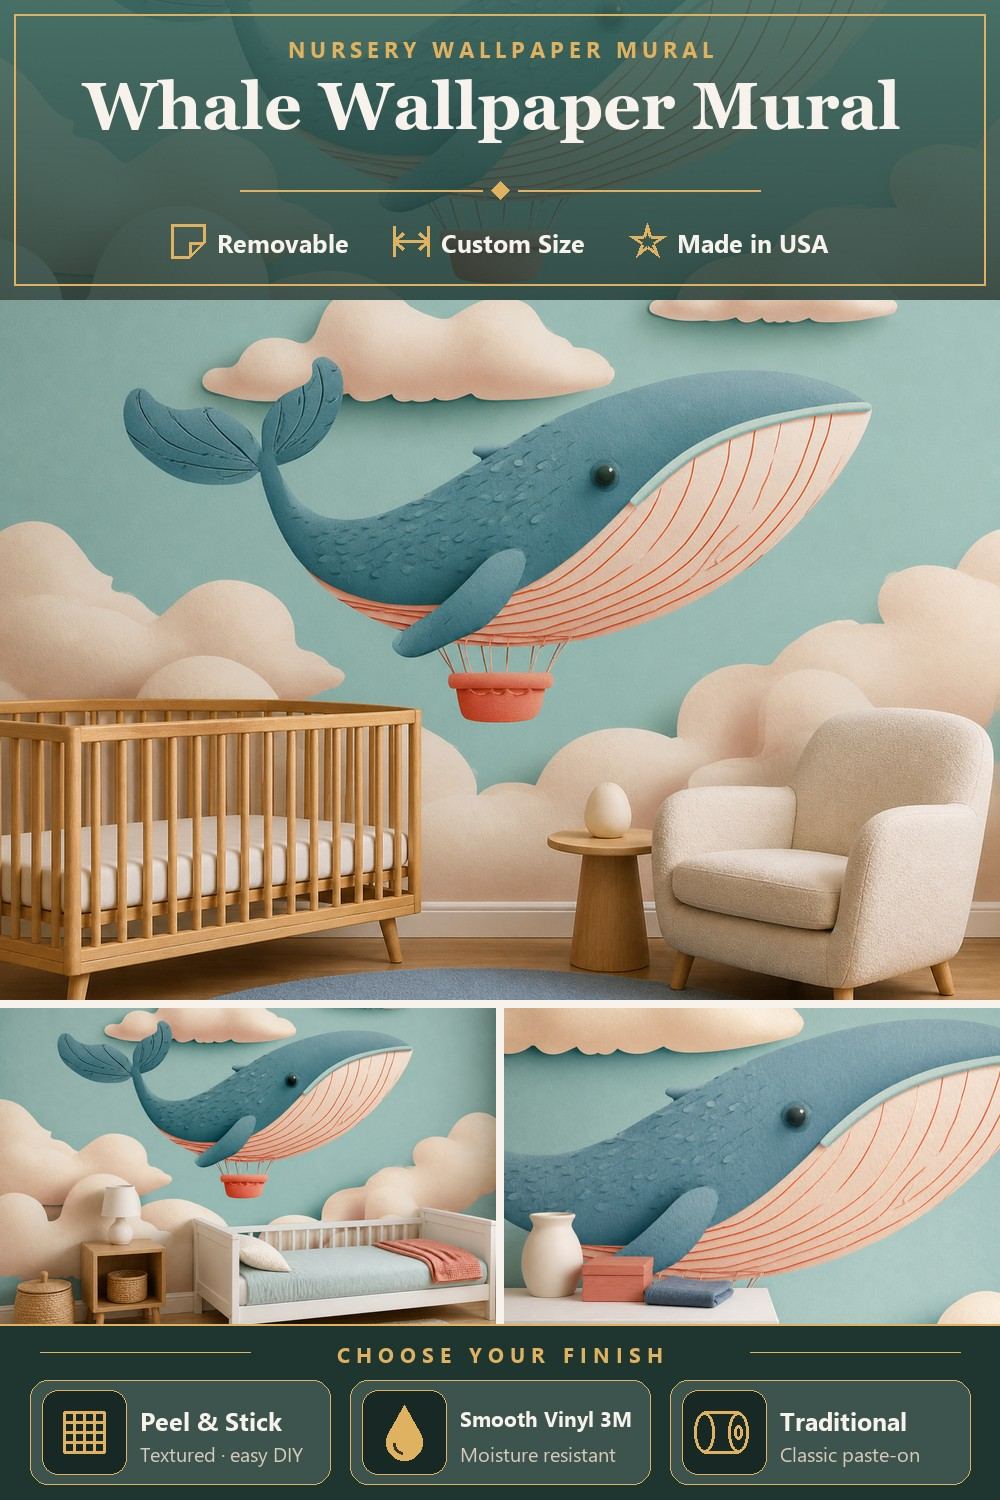 NURSERY WALLPAPER MURAL
Whale Wallpaper Mural
Removable
Custom Size
Made in USA
CHOOSE YOUR FINISH
Peel & Stick
Textured · easy DIY
Smooth Vinyl 3M
Moisture resistant
Traditional
Classic paste-on